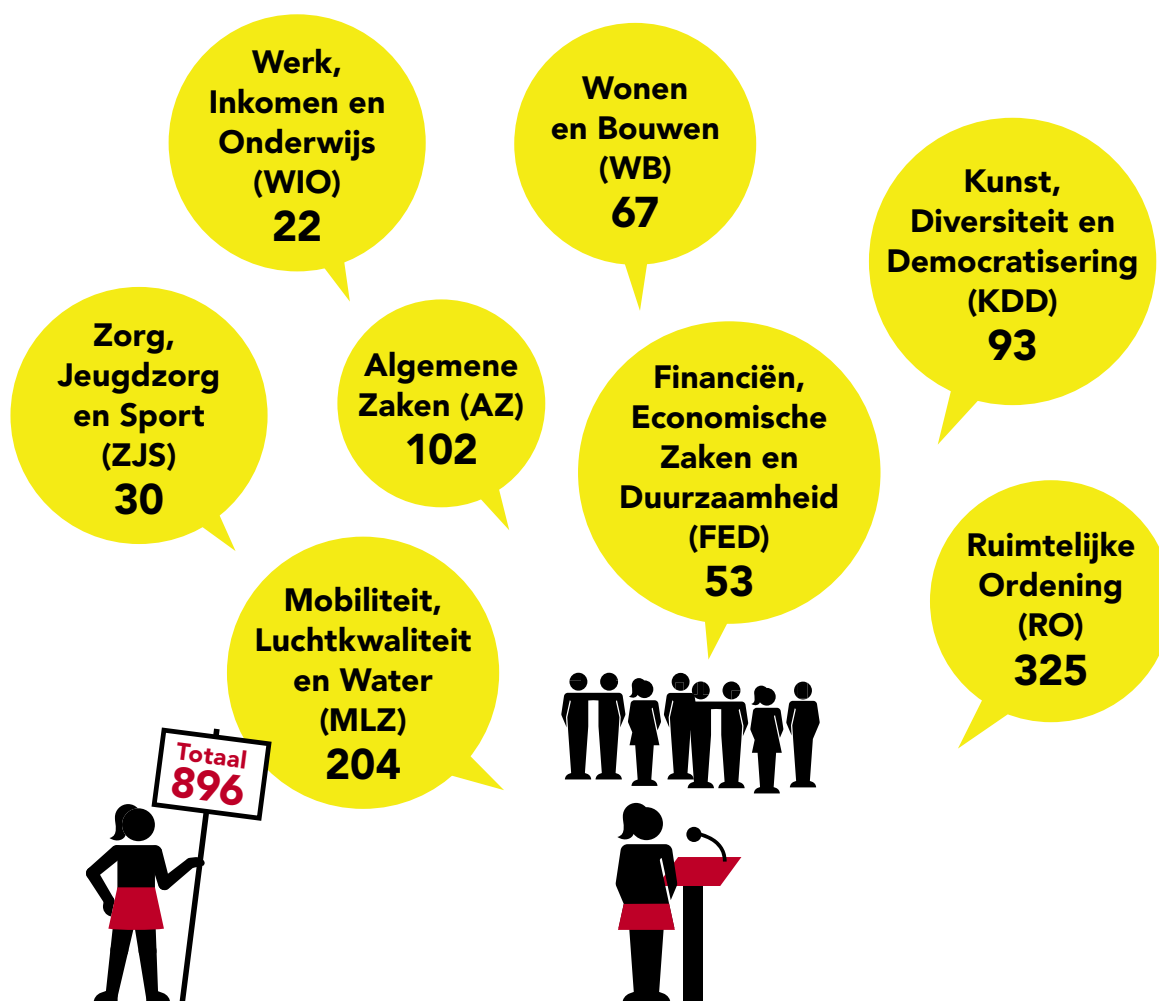 Werk,
Inkomen en
Onderwijs
(WIO)
22
Wonen
en Bouwen
(WB)
67
Kunst,
Diversiteit en
Democratisering
(KDD)
93
Zorg,
Jeugdzorg
en Sport
(ZJS)
30
Algemene
Zaken (AZ)
102
Financiën,
Economische
Zaken en
Duurzaamheid
(FED)
53
Ruimtelijke
Ordening
(RO)
325
Mobiliteit,
Luchtkwaliteit
en Water
(MLZ)
204
Totaal
896